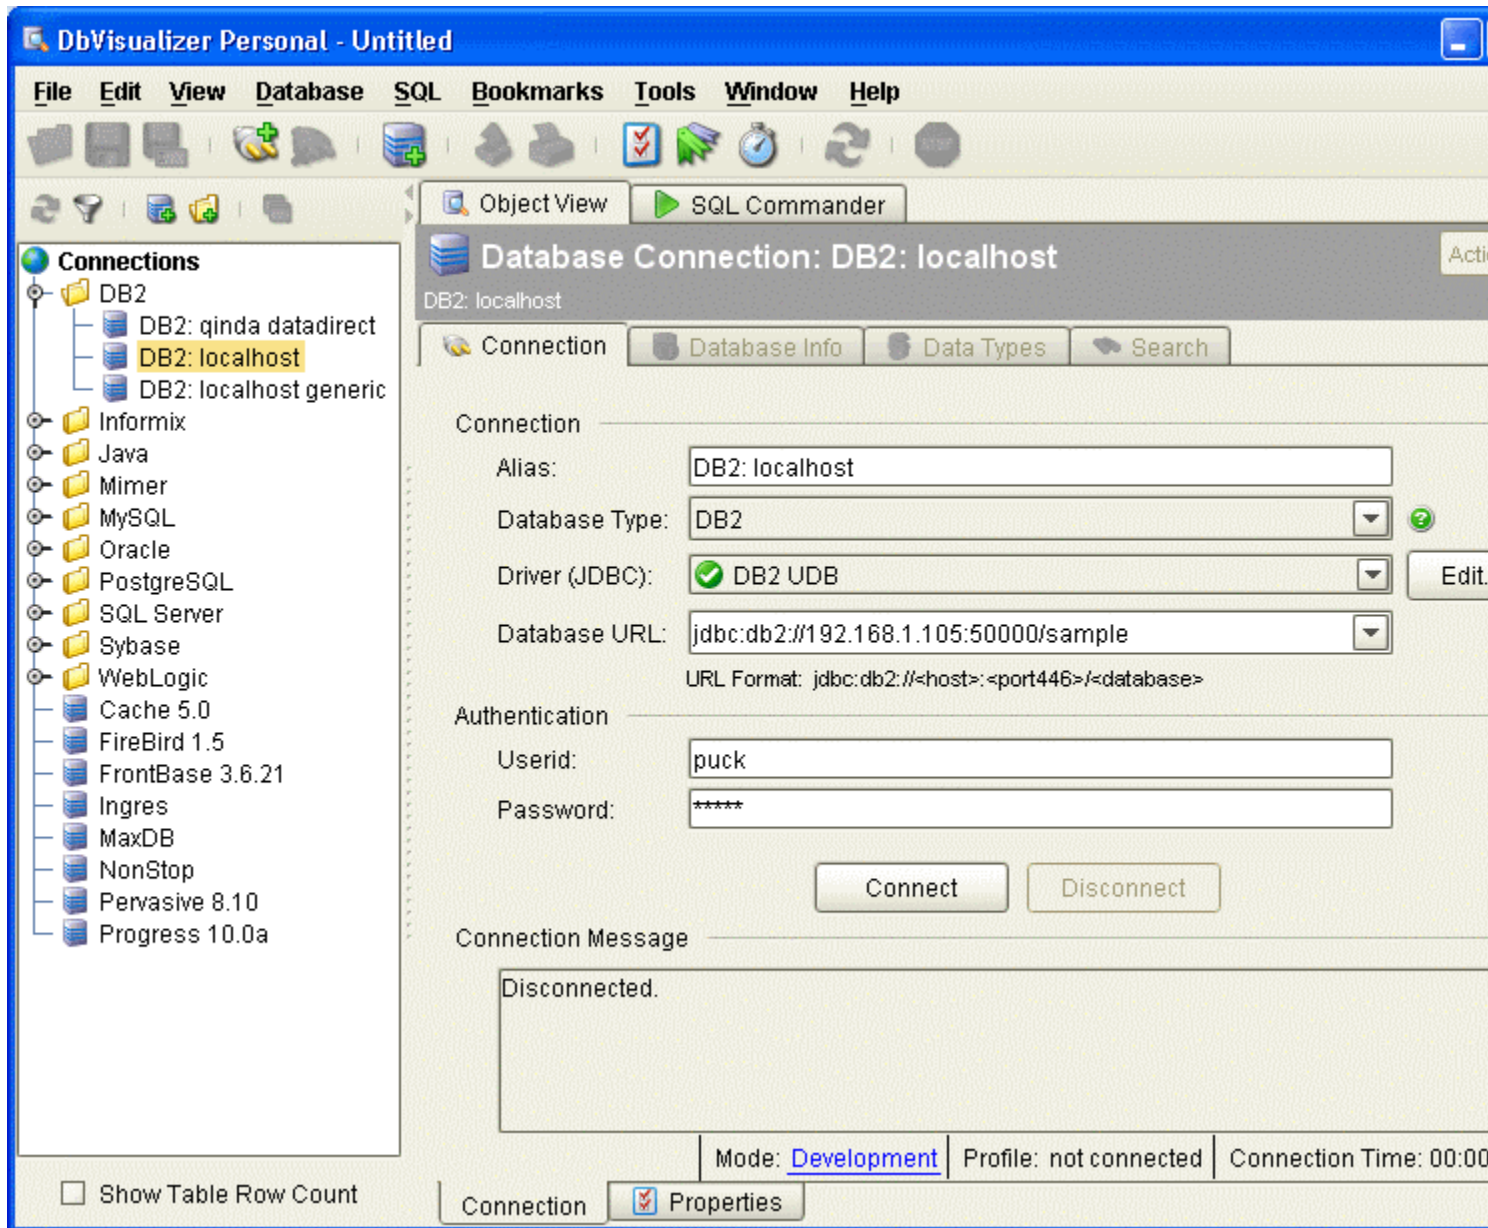 DbVisualizer Personal - Untitled
File Edit View Database SQL Bookmarks Tools Window Help
Object View SQL Commander
Connections
DB2
DB2: qinda datadirect
DB2: localhost
DB2: localhost generic
Informix
Java
Mimer
MySQL
Oracle
PostgreSQL
SQL Server
Sybase
WebLogic
Cache 5.0
FireBird 1.5
FrontBase 3.6.21
Ingres
MaxDB
NonStop
Pervasive 8.10
Progress 10.0a
Show Table Row Count
Database Connection: DB2: localhost
Acti
DB2: localhost
Connection Database Info Data Types Search
Connection
Alias: DB2: localhost
Database Type: DB2
Driver (JDBC): DB2 UDB Edit.
Database URL: jdbc:db2://192.168.1.105:50000/sample
URL Format: jdbc:db2://<host>:<port446>/<database>
Authentication
Userid: puck
Password: *****
Connect Disconnect
Connection Message
Disconnected.
Mode: Development Profile: not connected Connection Time: 00:00
Connection Properties